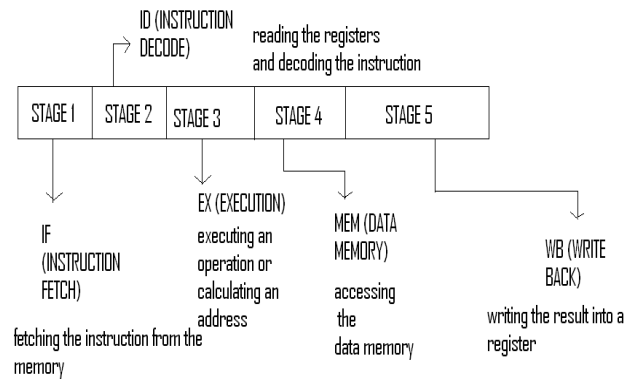 ID (INSTRUCTION
DECODE)
reading the registers
and decoding the instruction
STAGE 1
STAGE 2
STAGE 3
STAGE 4
STAGE 5
IF
(INSTRUCTION
FETCH)
fetching the instruction from the
memory
EX (EXECUTION)
executing an
operation or
calculating an
address
MEM (DATA
MEMORY)
accessing
the
data memory
WB (WRITE
BACK)
writing the result into a
register